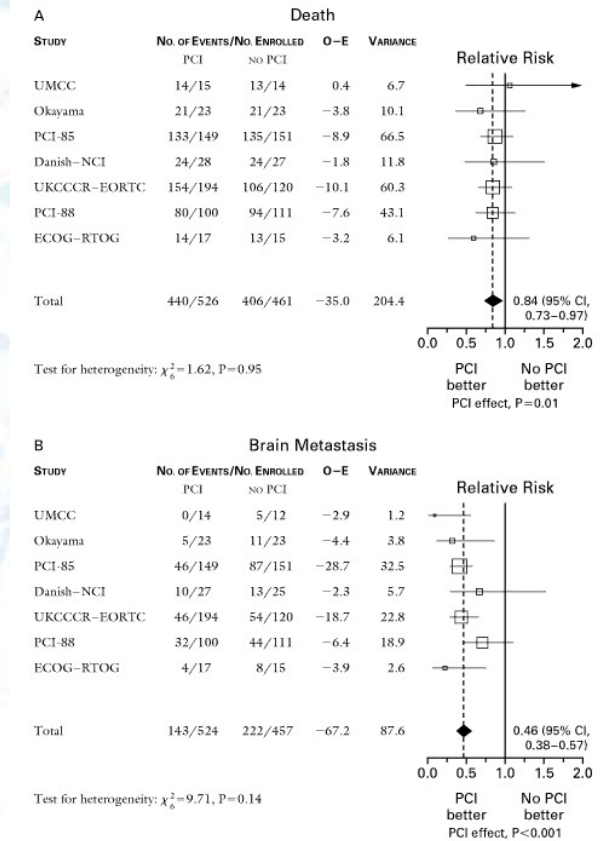 A
Death
STUDY NO. OF EVENTS/NO. ENROLLED O−E VARIANCE
PCI NO PCI
Relative Risk
UMCC 14/15 13/14 0.4 6.7
Okayama 21/23 21/23 −3.8 10.1
PCI-85 133/149 135/151 −8.9 66.5
Danish−NCI 24/28 24/27 −1.8 11.8
UKCCCR−EORTC 154/194 106/120 −10.1 60.3
PCI-88 80/100 94/111 −7.6 43.1
ECOG−RTOG 14/17 13/15 −3.2 6.1
Total 440/526 406/461 −35.0 204.4 0.84 (95% CI,
0.73–0.97)
0.0 0.5 1.0 1.5 2.0
Test for heterogeneity: χ²₆=1.62, P=0.95
PCI No PCI
better better
PCI effect, P=0.01
B
Brain Metastasis
STUDY NO. OF EVENTS/NO. ENROLLED O−E VARIANCE
PCI NO PCI
Relative Risk
UMCC 0/14 5/12 −2.9 1.2
Okayama 5/23 11/23 −4.4 3.8
PCI-85 46/149 87/151 −28.7 32.5
Danish−NCI 10/27 13/25 −2.3 5.7
UKCCCR−EORTC 46/194 54/120 −18.7 22.8
PCI-88 32/100 44/111 −6.4 18.9
ECOG−RTOG 4/17 8/15 −3.9 2.6
Total 143/524 222/457 −67.2 87.6 0.46 (95% CI,
0.38–0.57)
0.0 0.5 1.0 1.5 2.0
Test for heterogeneity: χ²₆=9.71, P=0.14
PCI No PCI
better better
PCI effect, P<0.001